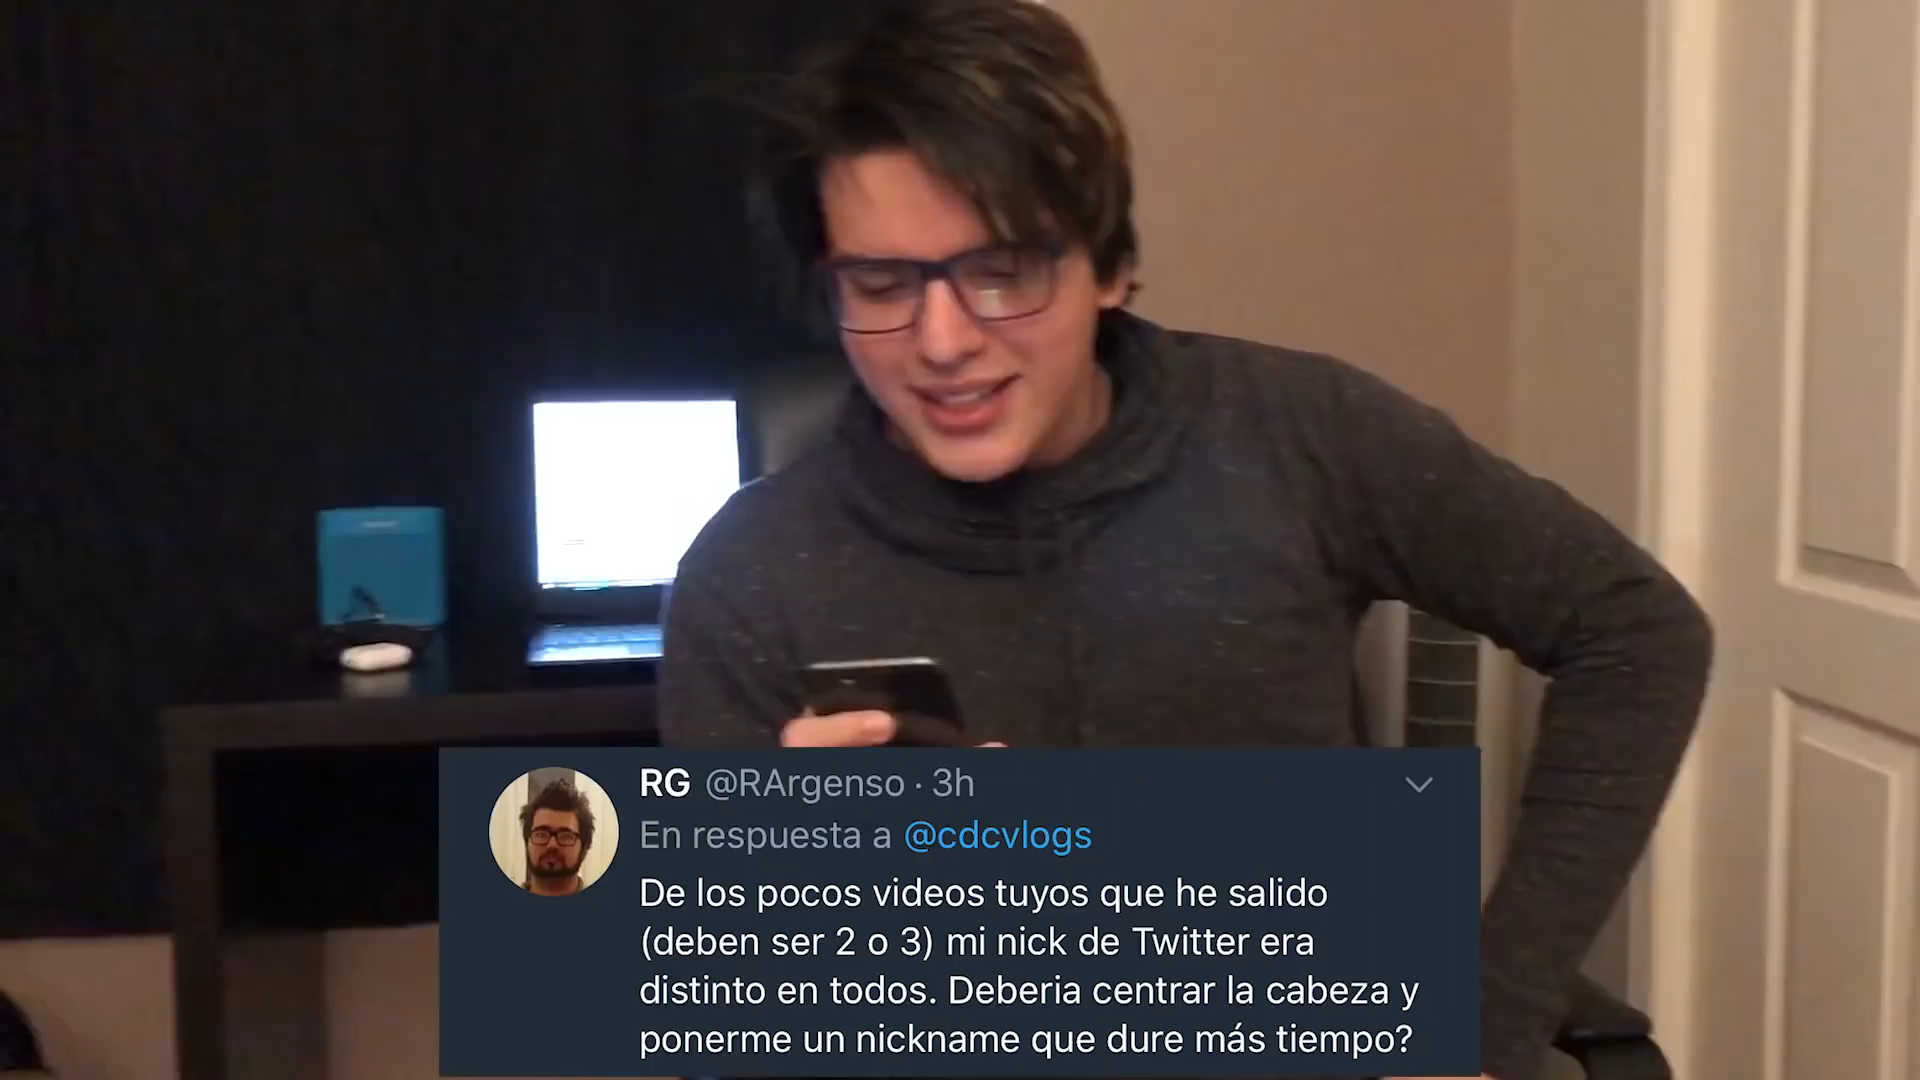 RG @RArgenso · 3h
En respuesta a @cdcvlogs
De los pocos videos tuyos que he salido
(deben ser 2 o 3) mi nick de Twitter era
distinto en todos. Deberia centrar la cabeza y
ponerme un nickname que dure más tiempo?